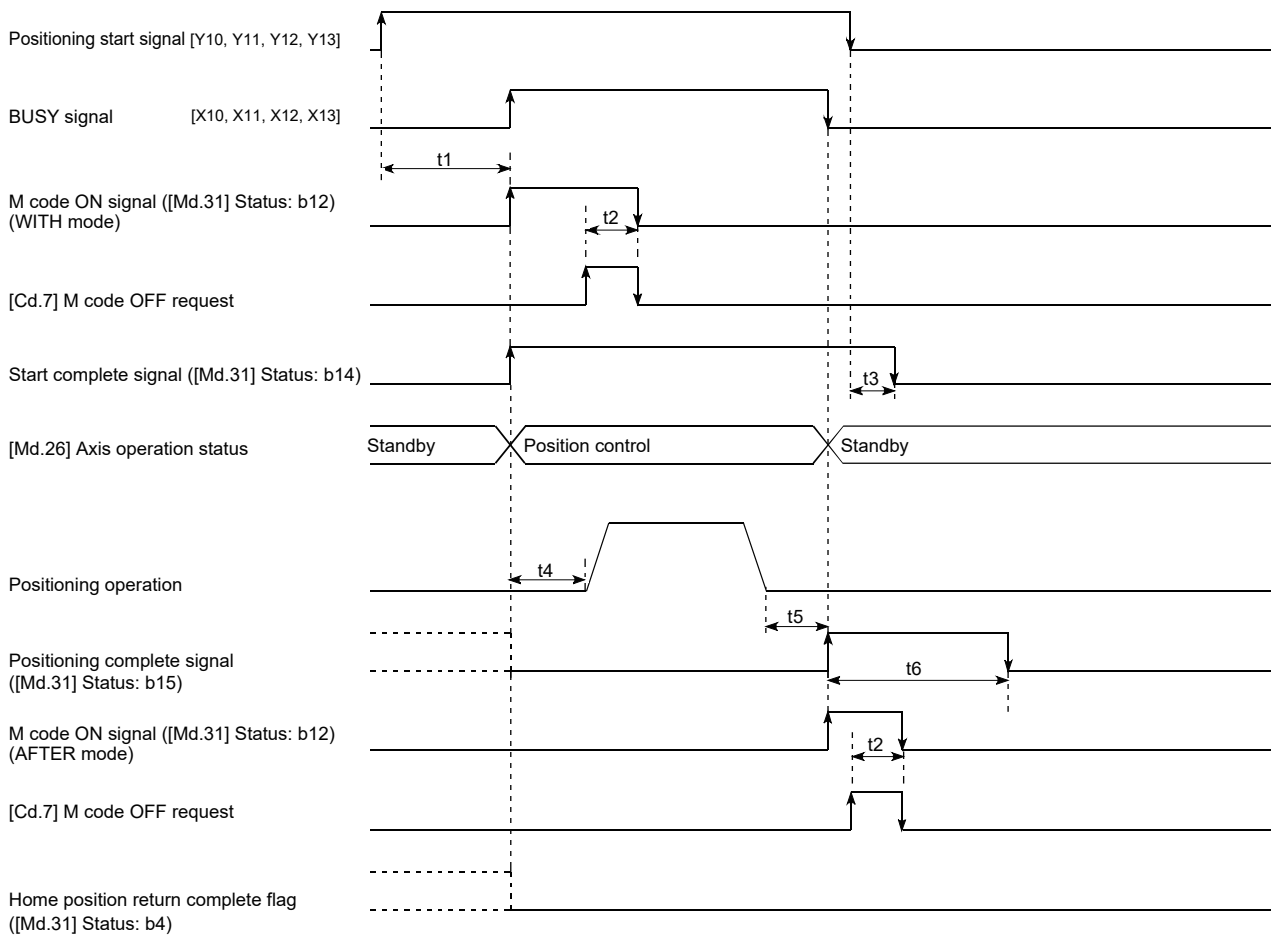 Positioning start signal [Y10, Y11, Y12, Y13]
BUSY signal [X10, X11, X12, X13]
t1
M code ON signal ([Md.31] Status: b12)
(WITH mode)
t2
[Cd.7] M code OFF request
Start complete signal ([Md.31] Status: b14)
t3
[Md.26] Axis operation status
Standby
Position control
Standby
t4
Positioning operation
t5
Positioning complete signal
([Md.31] Status: b15)
t6
M code ON signal ([Md.31] Status: b12)
(AFTER mode)
t2
[Cd.7] M code OFF request
Home position return complete flag
([Md.31] Status: b4)